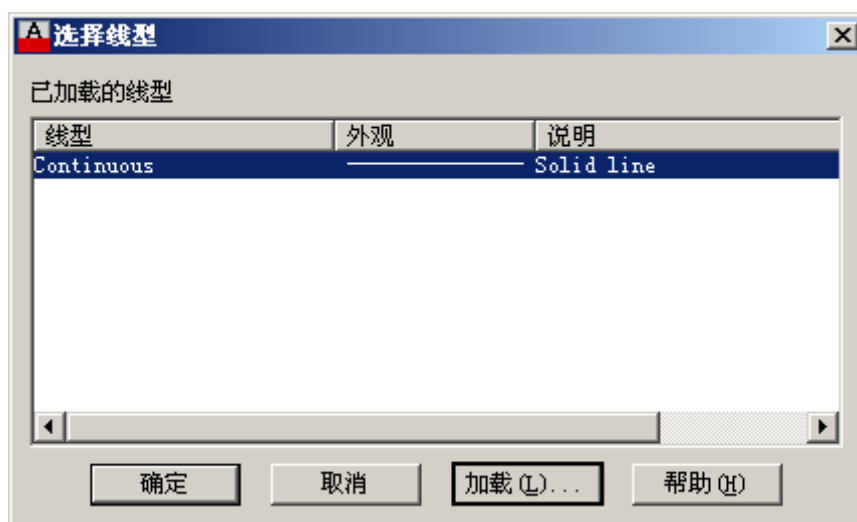 选择线型
已加载的线型
线型 外观 说明
Continuous Solid line
确定 取消 加载(L)... 帮助(H)